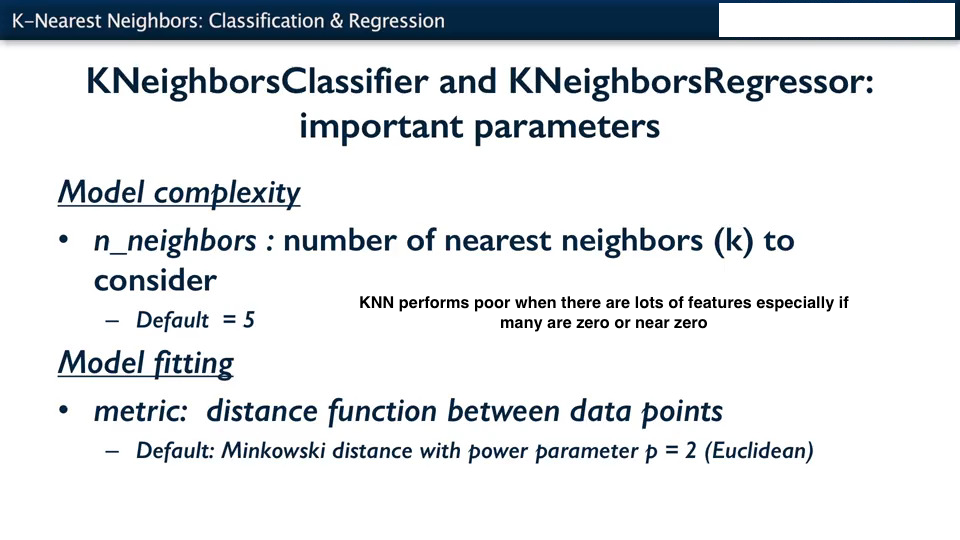 K-Nearest Neighbors: Classification & Regression
KNeighborsClassifier and KNeighborsRegressor:
important parameters
Model complexity
• n_neighbors : number of nearest neighbors (k) to
consider
– Default = 5
KNN performs poor when there are lots of features especially if
many are zero or near zero
Model fitting
• metric: distance function between data points
– Default: Minkowski distance with power parameter p = 2 (Euclidean)